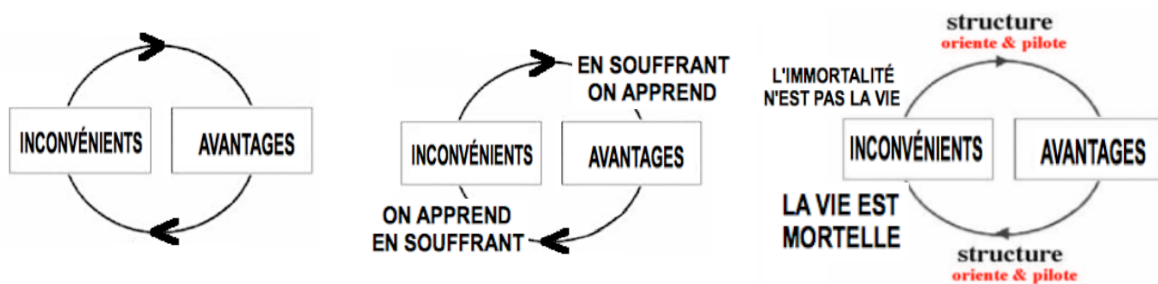 INCONVÉNIENTS
AVANTAGES
EN SOUFFRANT
ON APPREND
INCONVÉNIENTS
AVANTAGES
ON APPREND
EN SOUFFRANT
structure
oriente & pilote
L'IMMORTALITÉ
N'EST PAS LA VIE
INCONVÉNIENTS
AVANTAGES
LA VIE EST
MORTELLE
structure
oriente & pilote